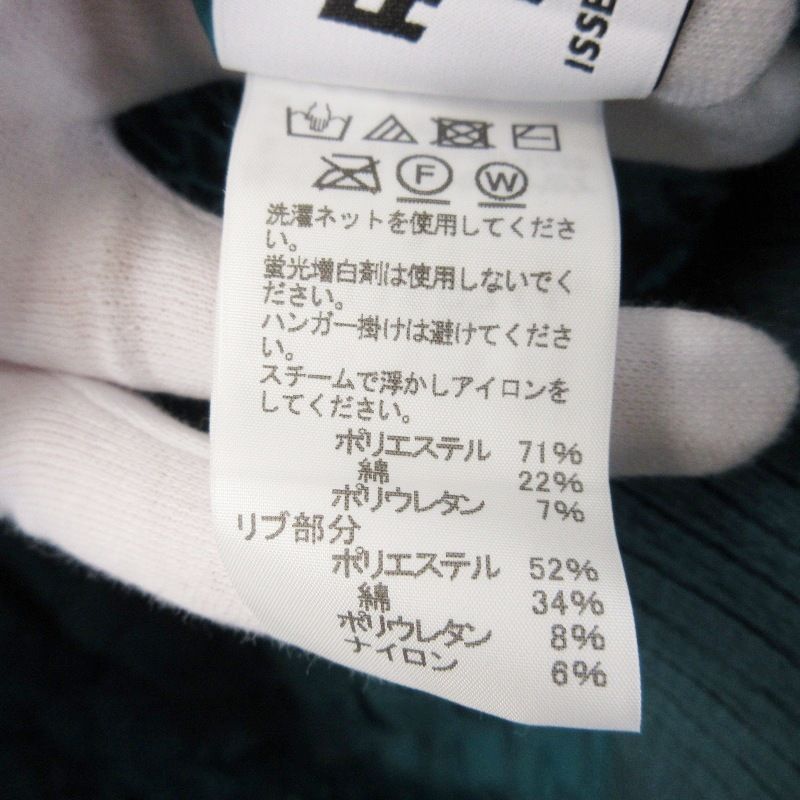 ISSE
F
W
洗濯ネットを使用してくださ
い。
蛍光増白剤は使用しないでく
ださい。
ハンガー掛けは避けてくださ
い。
スチームで浮かしアイロンを
してください。
ポリエステル 71%
綿 22%
ポリウレタン 7%
リブ部分
ポリエステル 52%
綿 34%
ポリウレタン 8%
ナイロン 6%